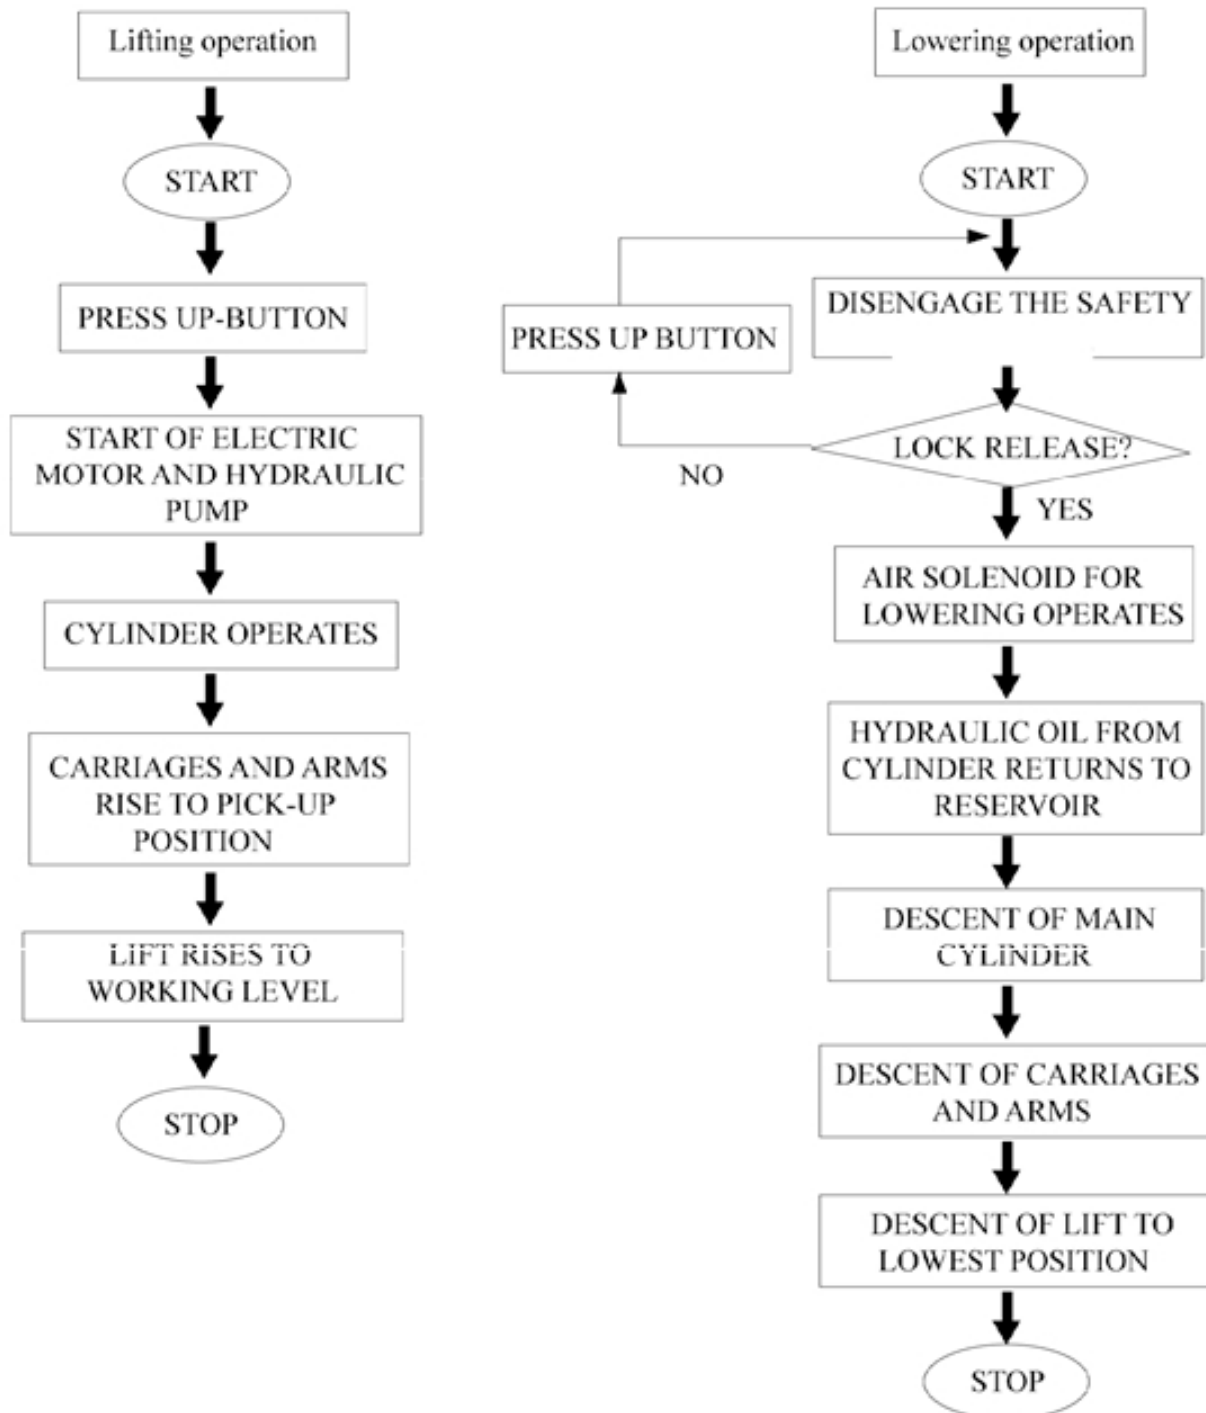 Lifting operation
START
PRESS UP-BUTTON
START OF ELECTRIC
MOTOR AND HYDRAULIC
PUMP
CYLINDER OPERATES
CARRIAGES AND ARMS
RISE TO PICK-UP
POSITION
LIFT RISES TO
WORKING LEVEL
STOP
Lowering operation
START
DISENGAGE THE SAFETY
PRESS UP BUTTON
LOCK RELEASE?
NO
YES
AIR SOLENOID FOR
LOWERING OPERATES
HYDRAULIC OIL FROM
CYLINDER RETURNS TO
RESERVOIR
DESCENT OF MAIN
CYLINDER
DESCENT OF CARRIAGES
AND ARMS
DESCENT OF LIFT TO
LOWEST POSITION
STOP